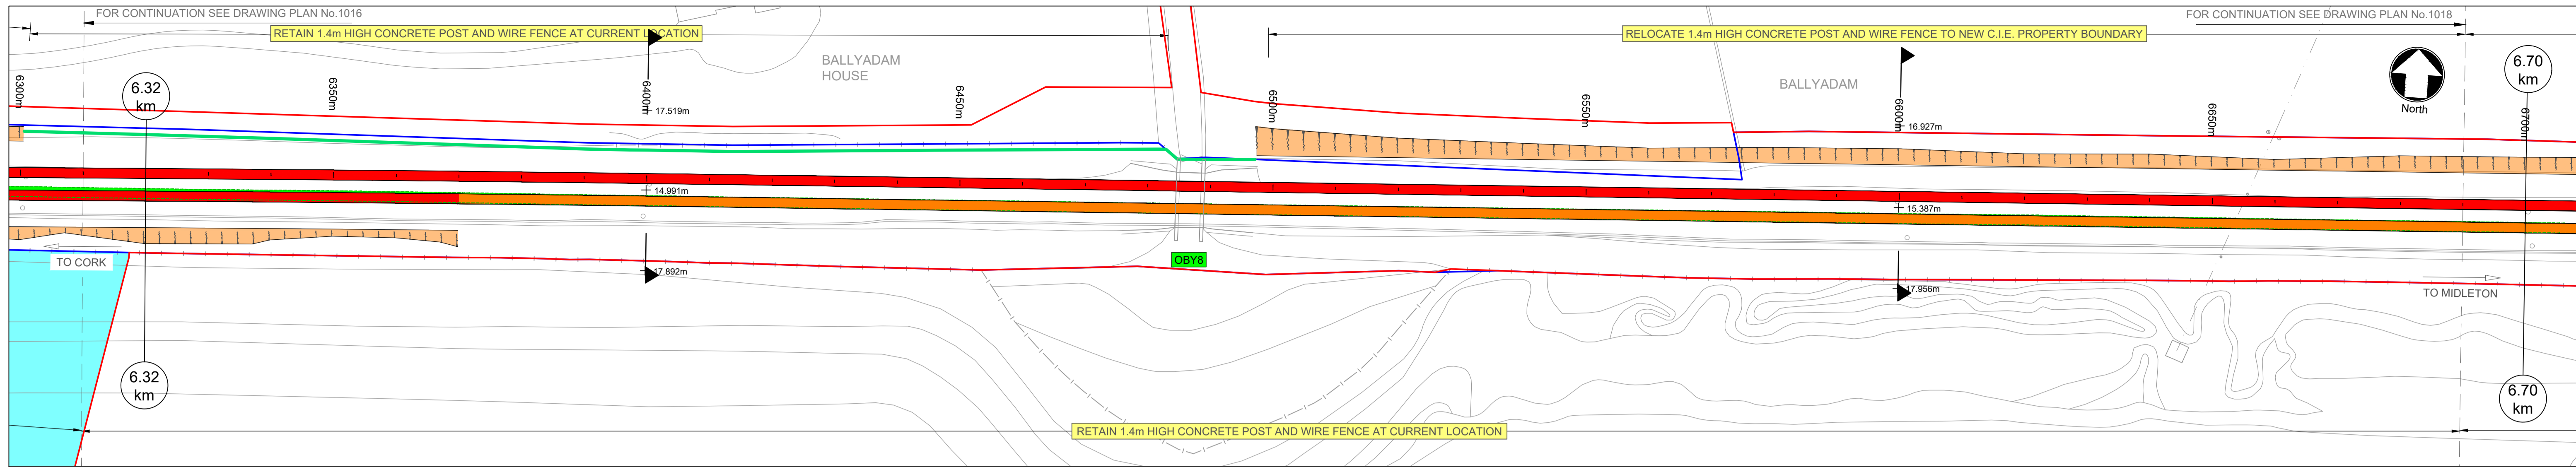 FOR CONTINUATION SEE DRAWING PLAN No.1016
FOR CONTINUATION SEE DRAWING PLAN No.1018
RETAIN 1.4m HIGH CONCRETE POST AND WIRE FENCE AT CURRENT LOCATION
RELOCATE 1.4m HIGH CONCRETE POST AND WIRE FENCE TO NEW C.I.E. PROPERTY BOUNDARY
BALLYADAM
HOUSE
BALLYADAM
6.32
km
6.70
km
North
6300m
6350m
6400m
6450m
6500m
6550m
6600m
6650m
6700m
17.519m
16.927m
14.991m
15.387m
TO CORK
OBY8
17.892m
17.956m
TO MIDLETON
6.32
km
6.70
km
RETAIN 1.4m HIGH CONCRETE POST AND WIRE FENCE AT CURRENT LOCATION